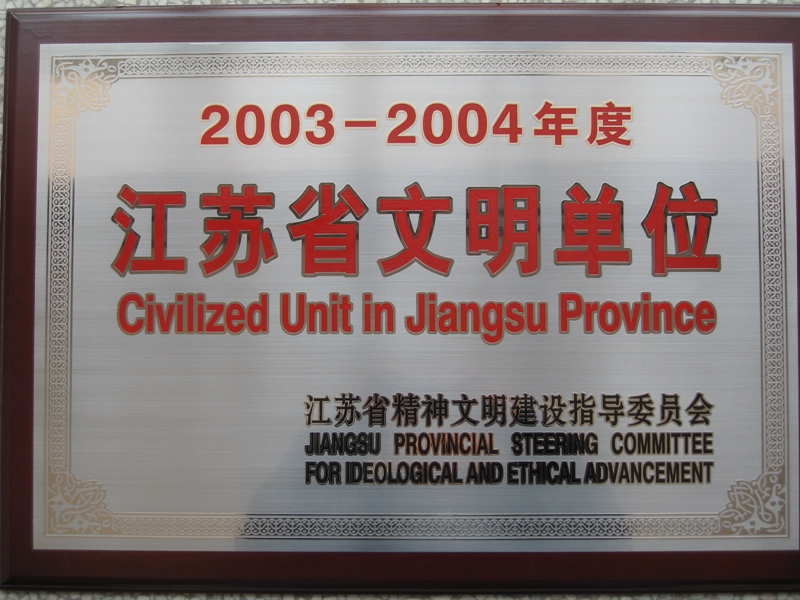 2003-2004年度
江苏省文明单位
Civilized Unit in Jiangsu Province
江苏省精神文明建设指导委员会
JIANGSU PROVINCIAL STEERING COMMITTEE
FOR IDEOLOGICAL AND ETHICAL ADVANCEMENT